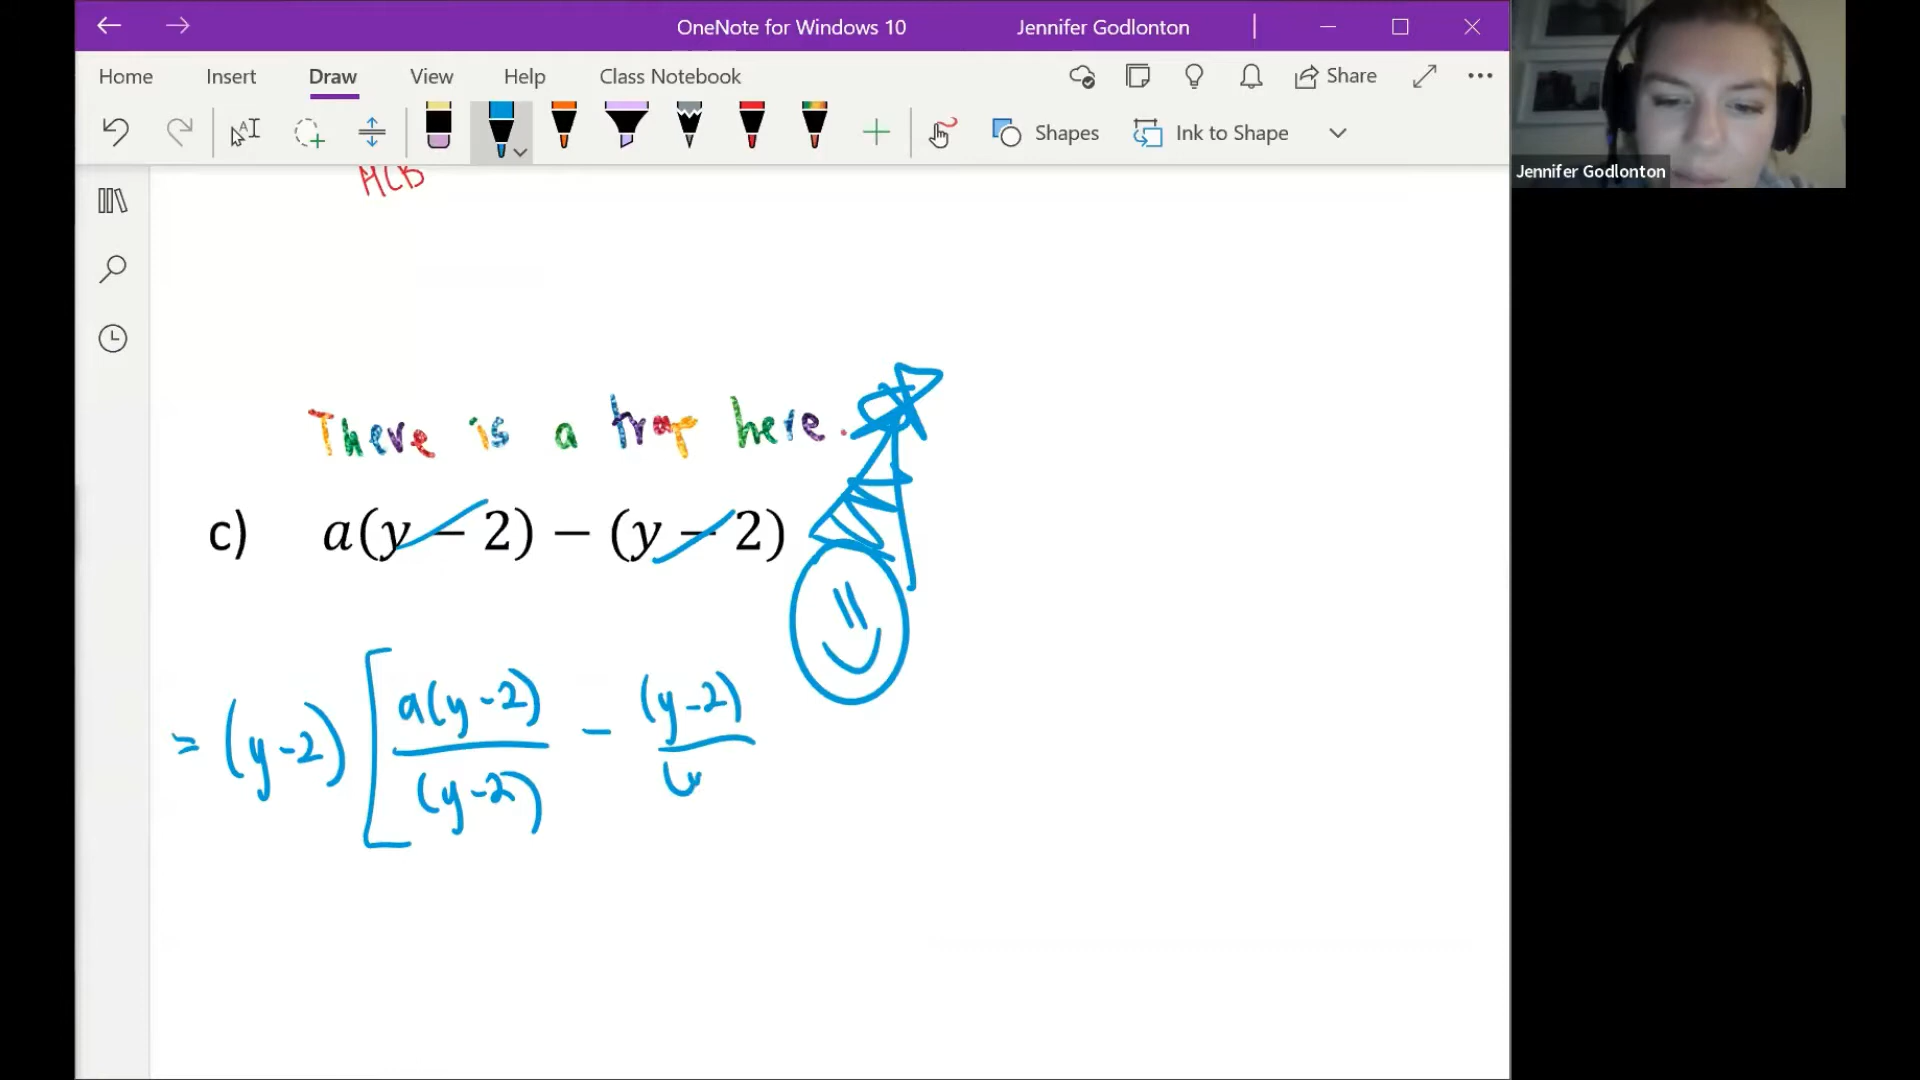 OneNote for Windows 10
Jennifer Godlonton
Home Insert Draw View Help Class Notebook
Share
Shapes Ink to Shape
Jennifer Godlonton
HCB
There is a trap here.
c) a(y − 2) − (y − 2)
= (y-2) [ a(y-2) / (y-2) - (y-2) / (y